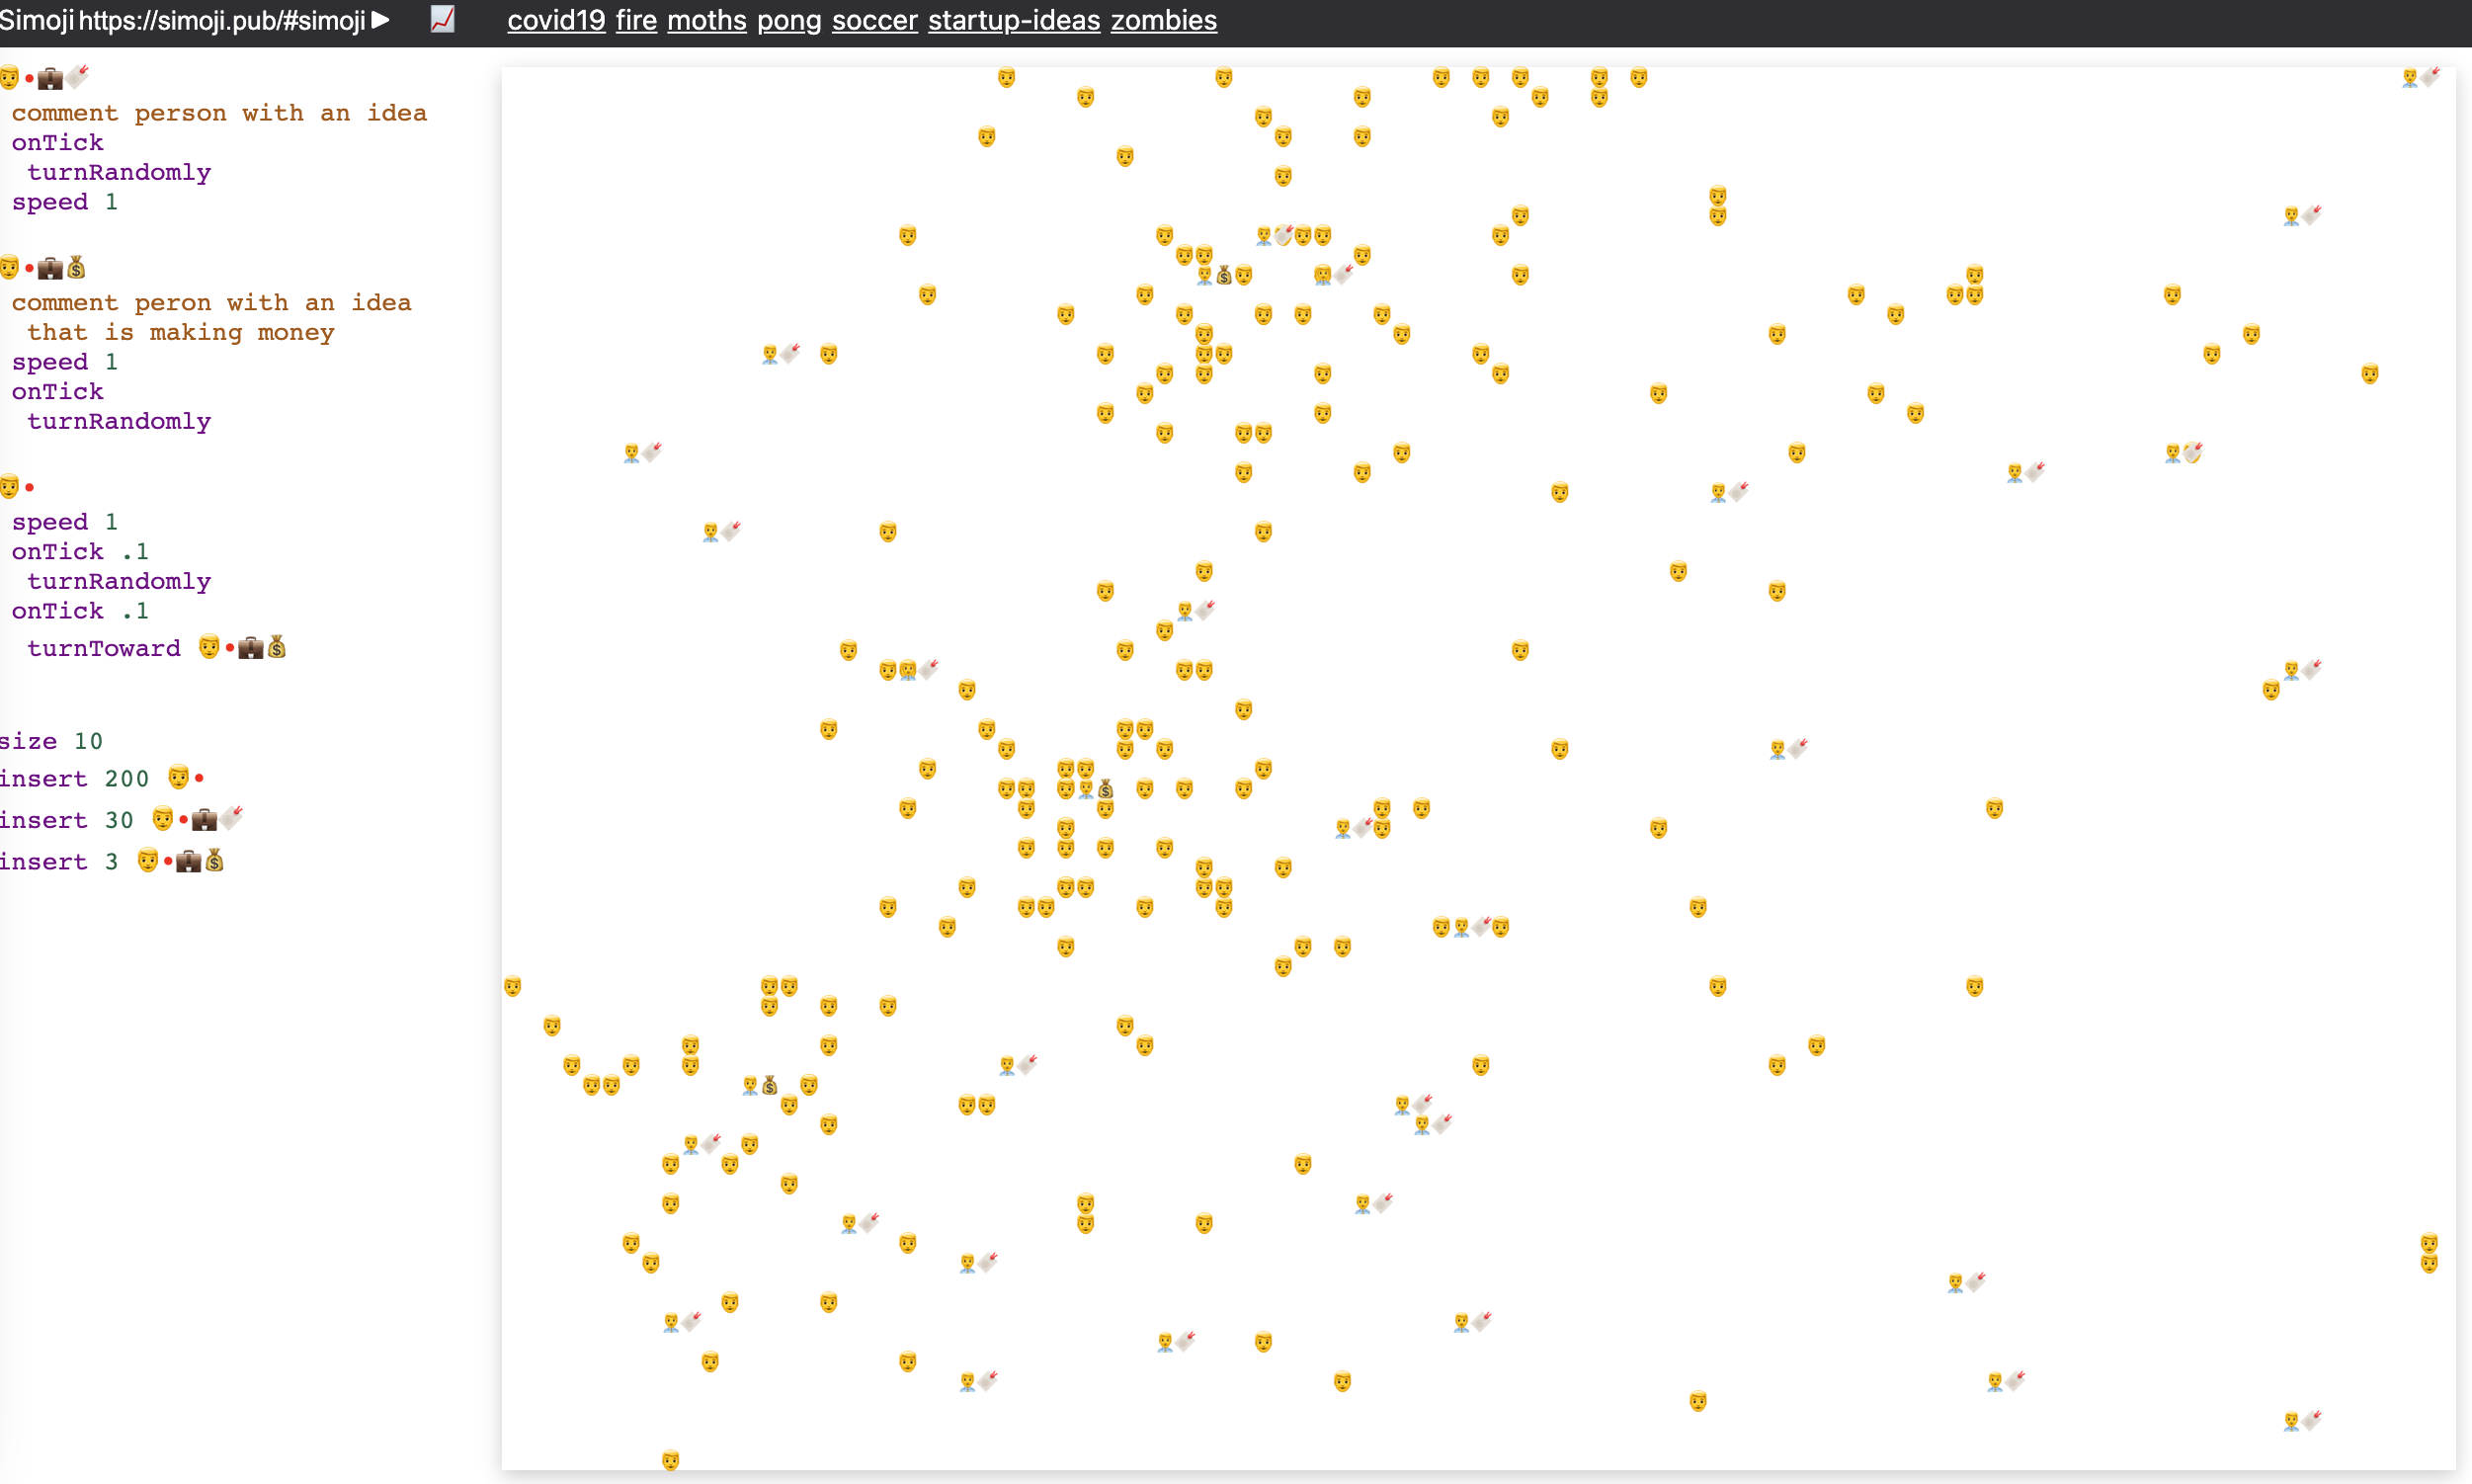 Simoji https://simoji.pub/#simoji ▶ 📈 covid19 fire moths pong soccer startup-ideas zombies
👨•💼🏷️
comment person with an idea
onTick
turnRandomly
speed 1
👨•💼💰
comment peron with an idea
that is making money
speed 1
onTick
turnRandomly
👨•
speed 1
onTick .1
turnRandomly
onTick .1
turnToward 👨•💼💰
size 10
insert 200 👨•
insert 30 👨•💼🏷️
insert 3 👨•💼💰